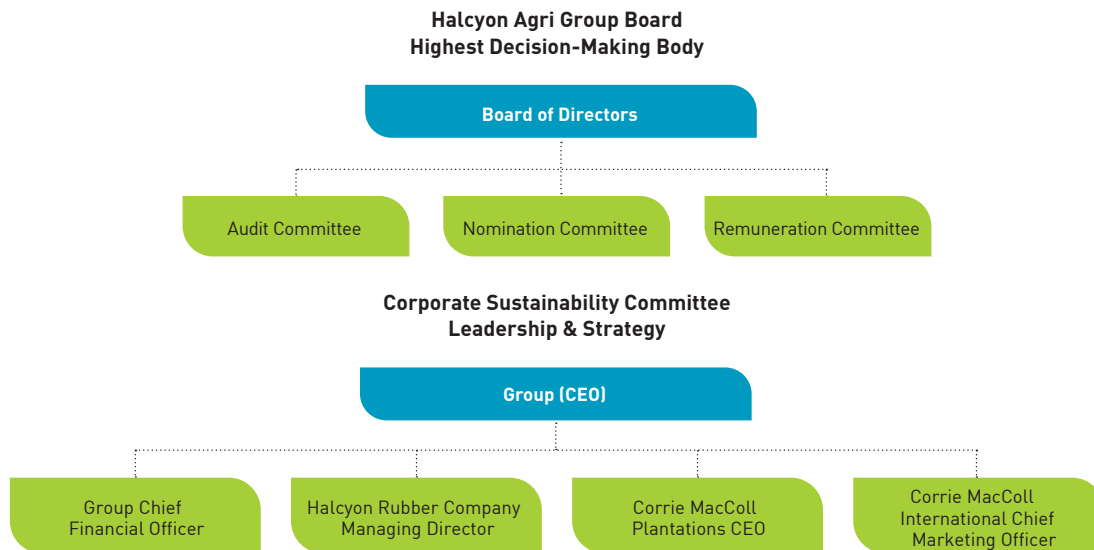 Halcyon Agri Group Board
Highest Decision-Making Body
Board of Directors
Audit Committee
Nomination Committee
Remuneration Committee
Corporate Sustainability Committee
Leadership & Strategy
Group (CEO)
Group Chief
Financial Officer
Halcyon Rubber Company
Managing Director
Corrie MacColl
Plantations CEO
Corrie MacColl
International Chief
Marketing Officer